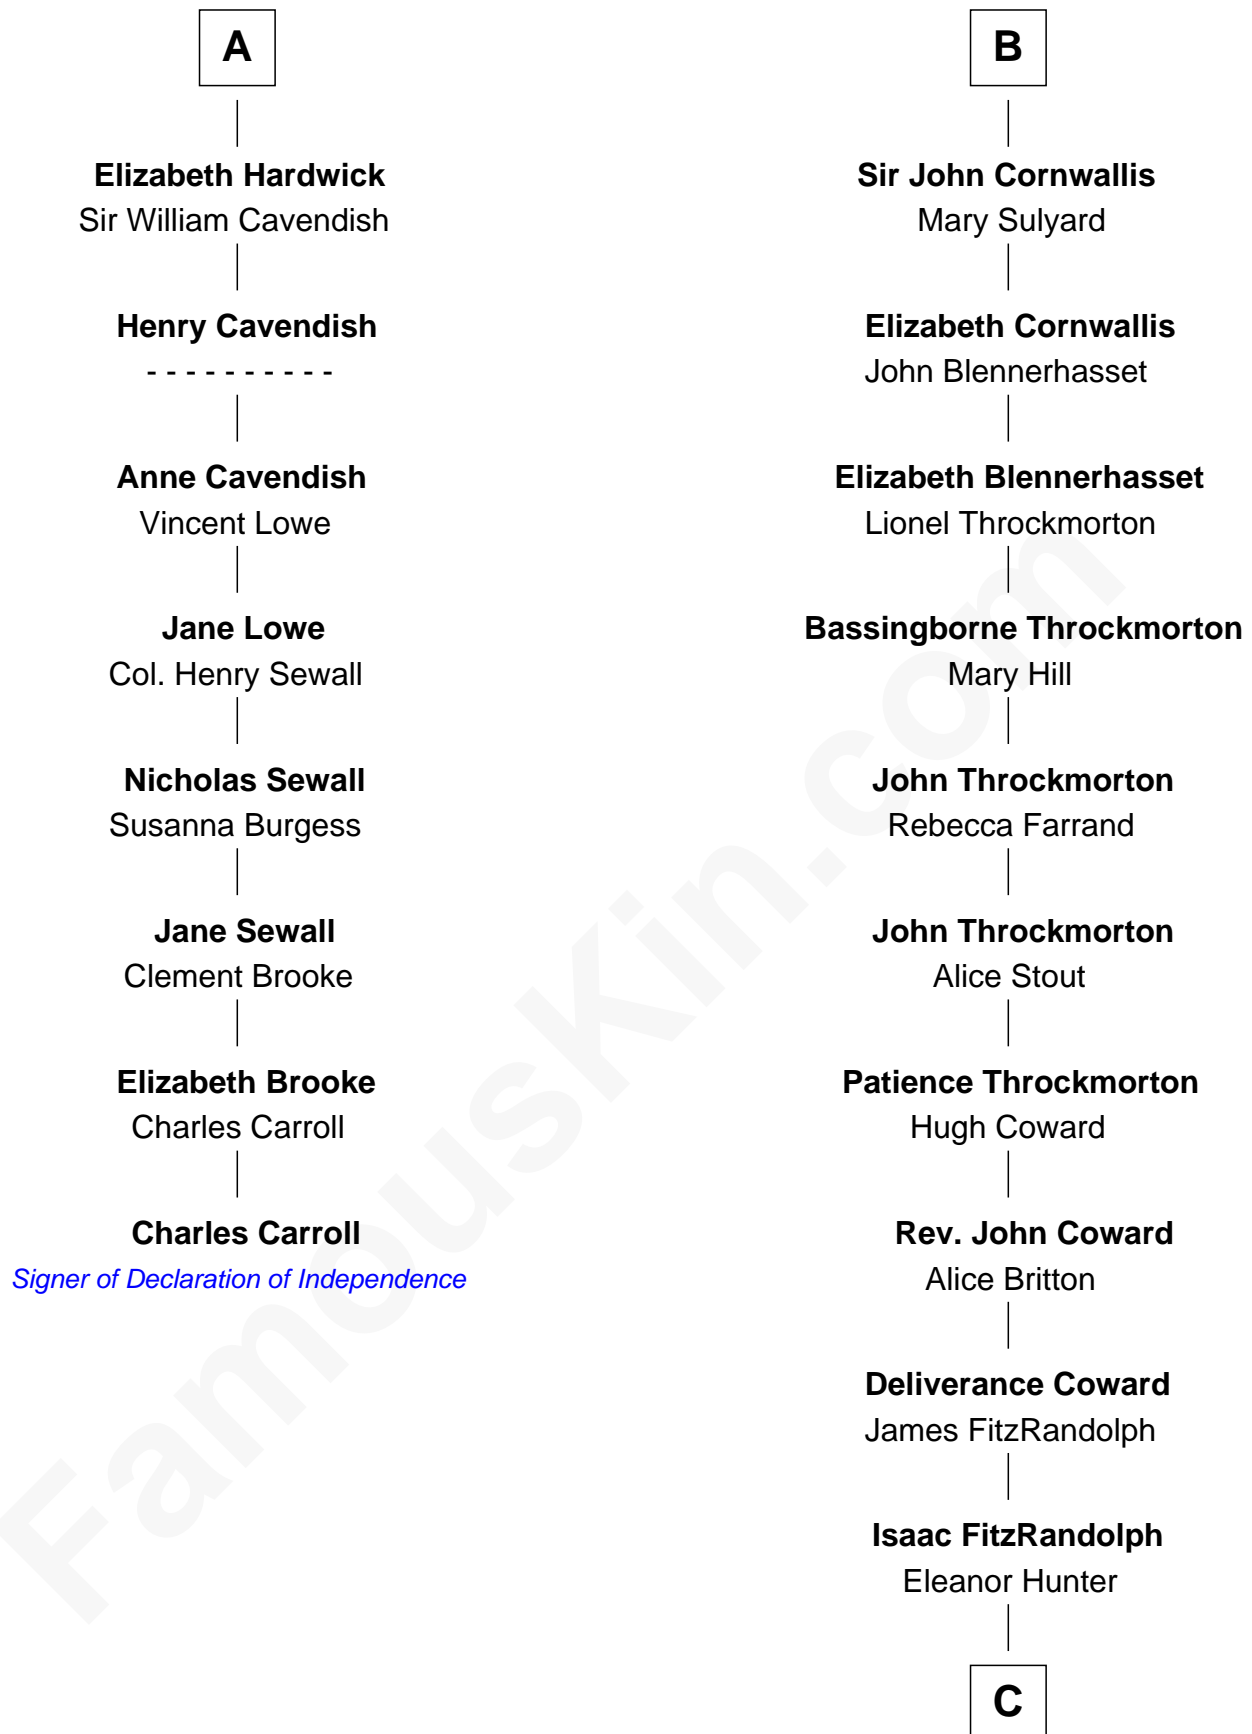 A
Elizabeth Hardwick
Sir William Cavendish
Henry Cavendish
- - - - - - - - - -
Anne Cavendish
Vincent Lowe
Jane Lowe
Col. Henry Sewall
Nicholas Sewall
Susanna Burgess
Jane Sewall
Clement Brooke
Elizabeth Brooke
Charles Carroll
Charles Carroll
Signer of Declaration of Independence
B
Sir John Cornwallis
Mary Sulyard
Elizabeth Cornwallis
John Blennerhasset
Elizabeth Blennerhasset
Lionel Throckmorton
Bassingborne Throckmorton
Mary Hill
John Throckmorton
Rebecca Farrand
John Throckmorton
Alice Stout
Patience Throckmorton
Hugh Coward
Rev. John Coward
Alice Britton
Deliverance Coward
James FitzRandolph
Isaac FitzRandolph
Eleanor Hunter
C
FamousKin.com